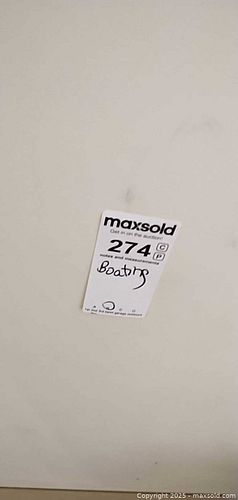 maxsold
Get in on the auction!
274 C
P
notes and measurements
Boating
A C D
Copyright © 2025 - maxsold.com